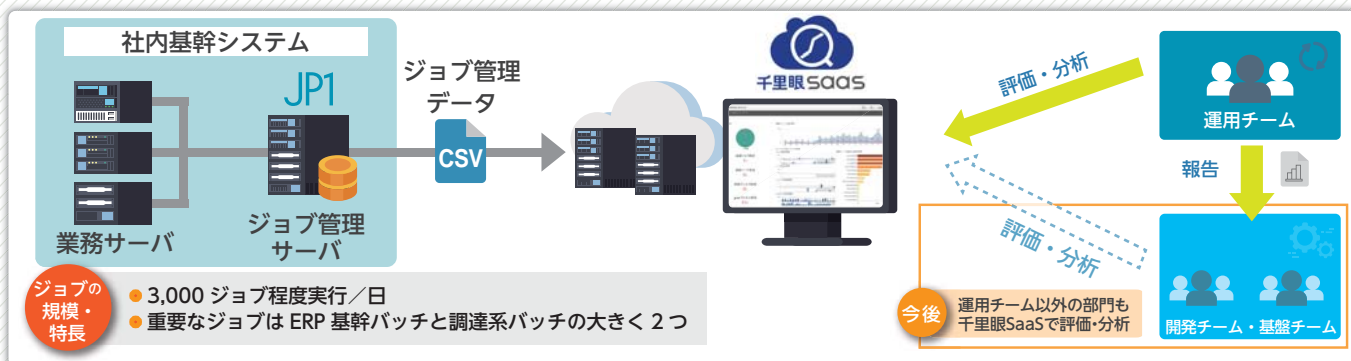 社内基幹システム
JP1
業務サーバ
ジョブ管理
サーバ
ジョブ管理
データ
CSV
千里眼SaaS
評価・分析
運用チーム
報告
評価・分析
開発チーム・基盤チーム
今後
運用チーム以外の部門も
千里眼SaaSで評価・分析
ジョブの
規模・
特長
● 3,000 ジョブ程度実行／日
● 重要なジョブは ERP 基幹バッチと調達系バッチの大きく 2 つ